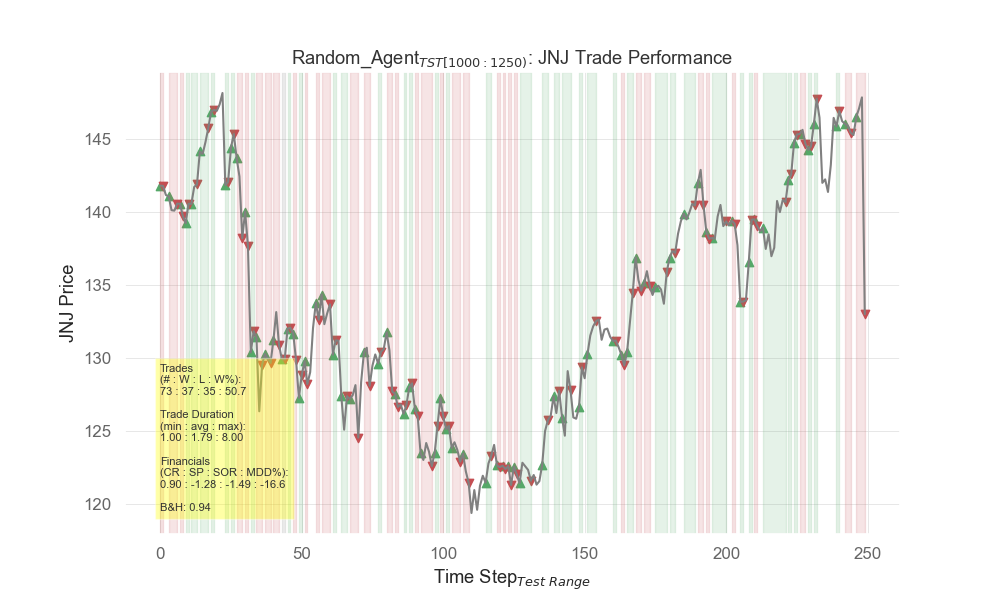 Random_Agent TST[1000:1250]: JNJ Trade Performance
JNJ Price
145
140
135
130
125
120
Trades
(# : W : L : W%):
73 : 37 : 35 : 50.7
Trade Duration
(min : avg : max):
1.00 : 1.79 : 8.00
Financials
(CR : SP : SOR : MDD%):
0.90 : -1.28 : -1.49 : -16.6
B&H: 0.94
0 50 100 150 200 250
Time Step Test Range